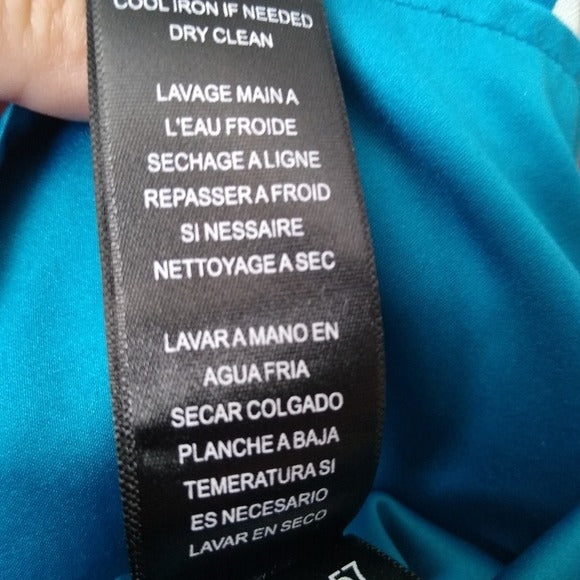 COOL IRON IF NEEDED
DRY CLEAN
LAVAGE MAIN A
L'EAU FROIDE
SECHAGE A LIGNE
REPASSER A FROID
SI NESSAIRE
NETTOYAGE A SEC
LAVAR A MANO EN
AGUA FRIA
SECAR COLGADO
PLANCHE A BAJA
TEMERATURA SI
ES NECESARIO
LAVAR EN SECO
57